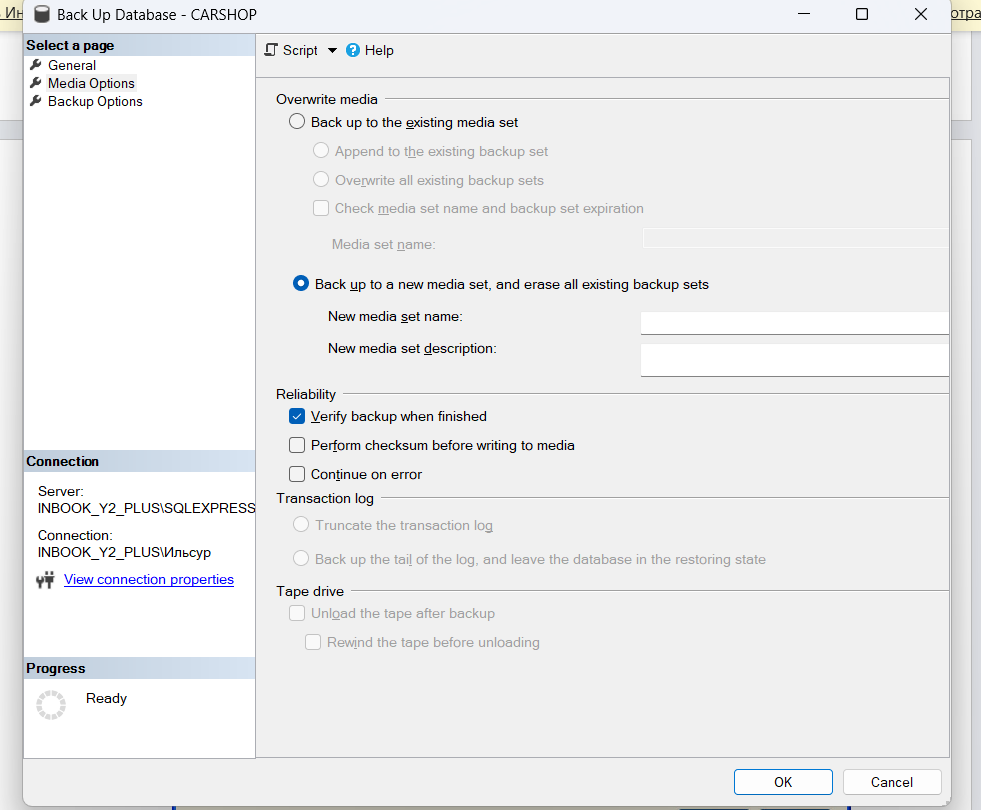 Back Up Database - CARSHOP
Select a page
General
Media Options
Backup Options
Script
Help
Overwrite media
Back up to the existing media set
Append to the existing backup set
Overwrite all existing backup sets
Check media set name and backup set expiration
Media set name:
Back up to a new media set, and erase all existing backup sets
New media set name:
New media set description:
Reliability
Verify backup when finished
Perform checksum before writing to media
Continue on error
Transaction log
Truncate the transaction log
Back up the tail of the log, and leave the database in the restoring state
Tape drive
Unload the tape after backup
Rewind the tape before unloading
Connection
Server:
INBOOK_Y2_PLUS\SQLEXPRESS
Connection:
INBOOK_Y2_PLUS\Ильсур
View connection properties
Progress
Ready
OK
Cancel